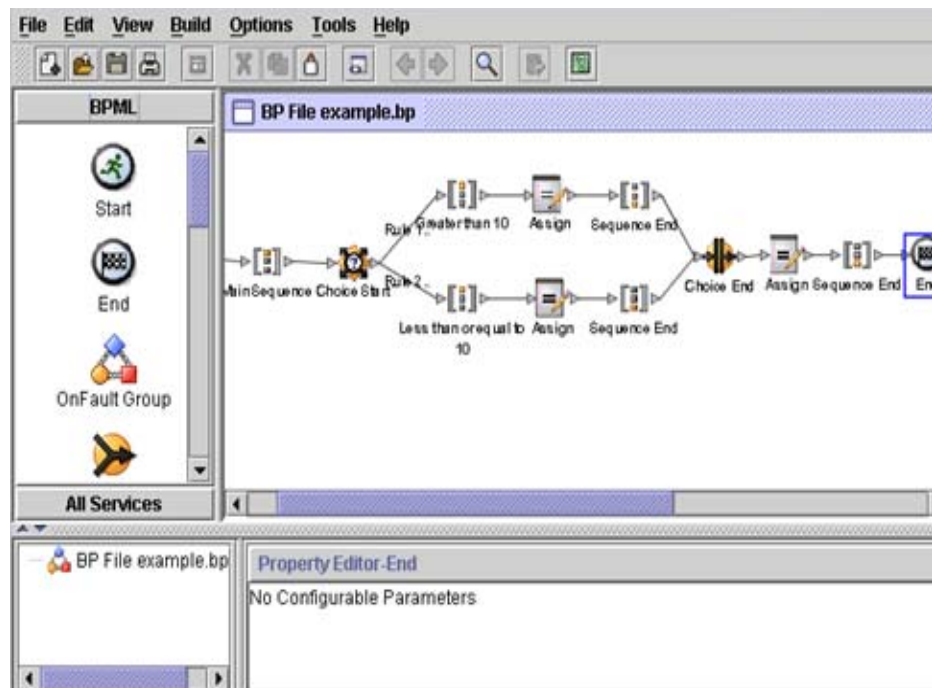 File Edit View Build Options Tools Help
BPML
BP File example.bp
Start
End
OnFault Group
All Services
Rule 1..
Greater than 10
Assign
Sequence End
MainSequence
Choice Start
Rule 2..
Less than or equal to
10
Assign
Sequence End
Choice End
Assign
Sequence End
En
BP File example.bp
Property Editor-End
No Configurable Parameters